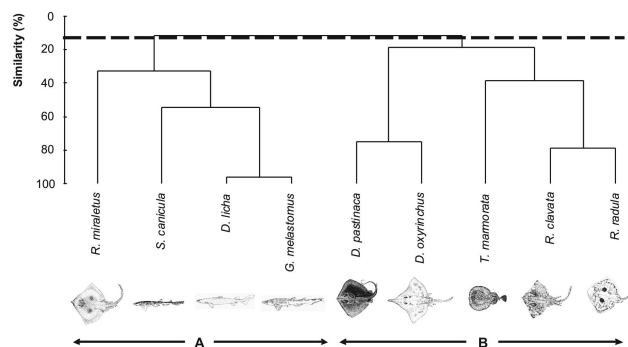 Similarity (%)
0
20
40
60
80
100
R. miraletus
S. canicula
D. licha
G. melastomus
D. pastinaca
D. oxyrinchus
T. marmorata
R. clavata
R. radula
A
B